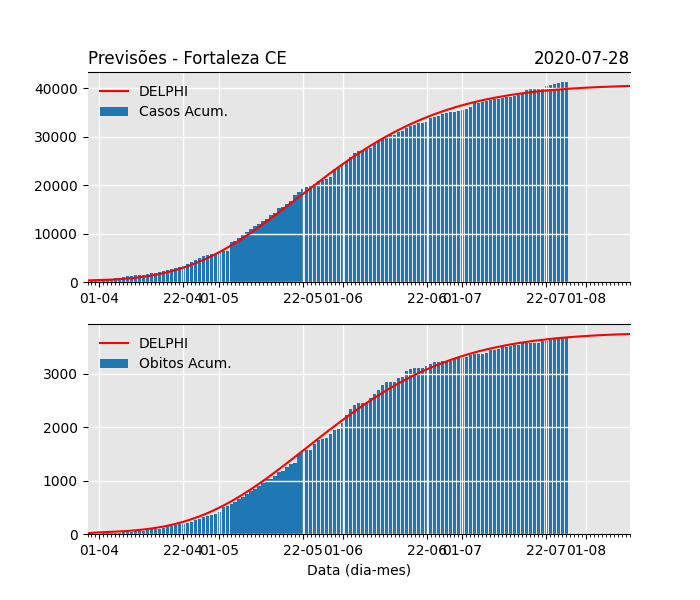 Previsões - Fortaleza CE 2020-07-28
40000
30000
20000
10000
0
DELPHI
Casos Acum.
01-04 22-04 01-05 22-05 01-06 22-06 01-07 22-07 01-08
3000
2000
1000
0
DELPHI
Obitos Acum.
01-04 22-04 01-05 22-05 01-06 22-06 01-07 22-07 01-08
Data (dia-mes)